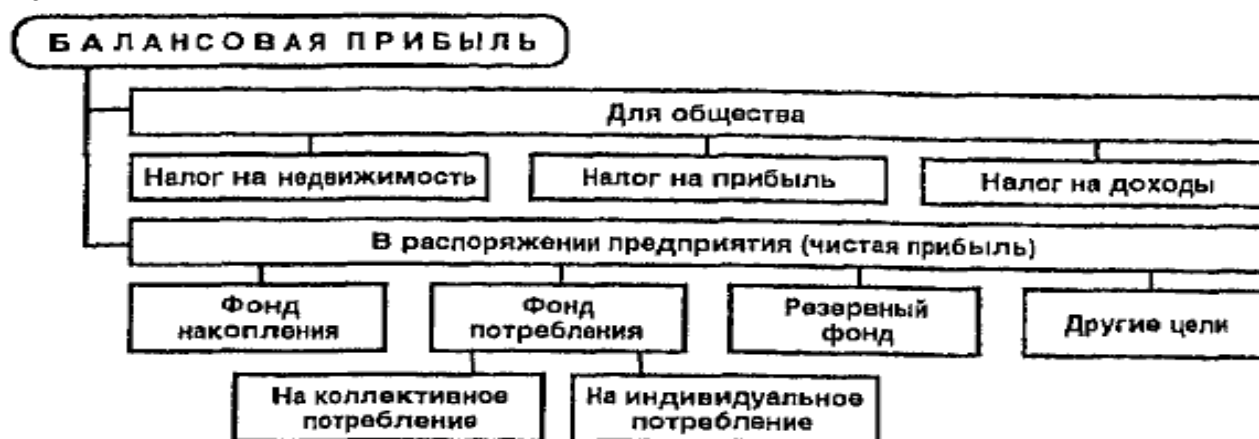 БАЛАНСОВАЯ ПРИБЫЛЬ
Для общества
Налог на недвижимость
Налог на прибыль
Налог на доходы
В распоряжении предприятия (чистая прибыль)
Фонд
накопления
Фонд
потребления
Резервный
фонд
Другие цели
На коллективное
потребление
На индивидуальное
потребление